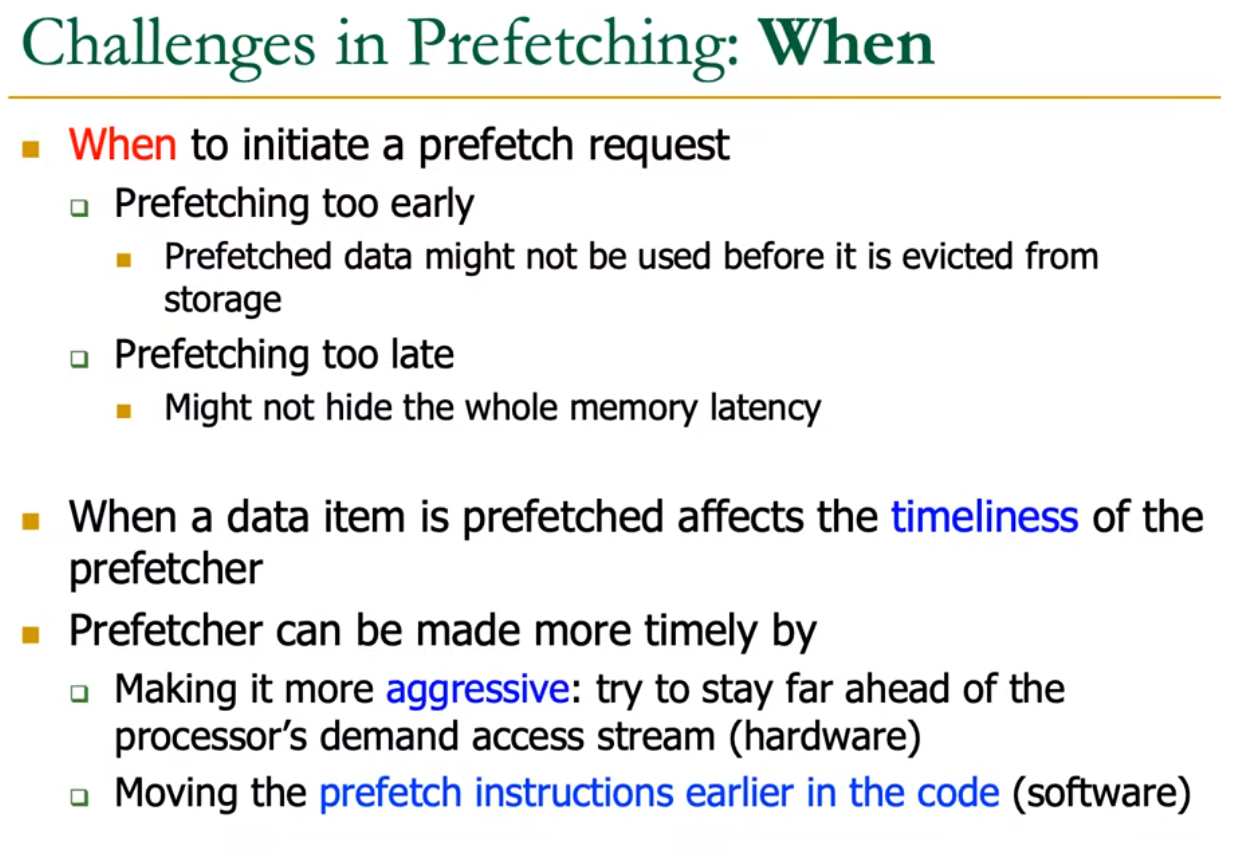 Challenges in Prefetching: When
When to initiate a prefetch request
Prefetching too early
Prefetched data might not be used before it is evicted from
storage
Prefetching too late
Might not hide the whole memory latency
When a data item is prefetched affects the timeliness of the
prefetcher
Prefetcher can be made more timely by
Making it more aggressive: try to stay far ahead of the
processor’s demand access stream (hardware)
Moving the prefetch instructions earlier in the code (software)